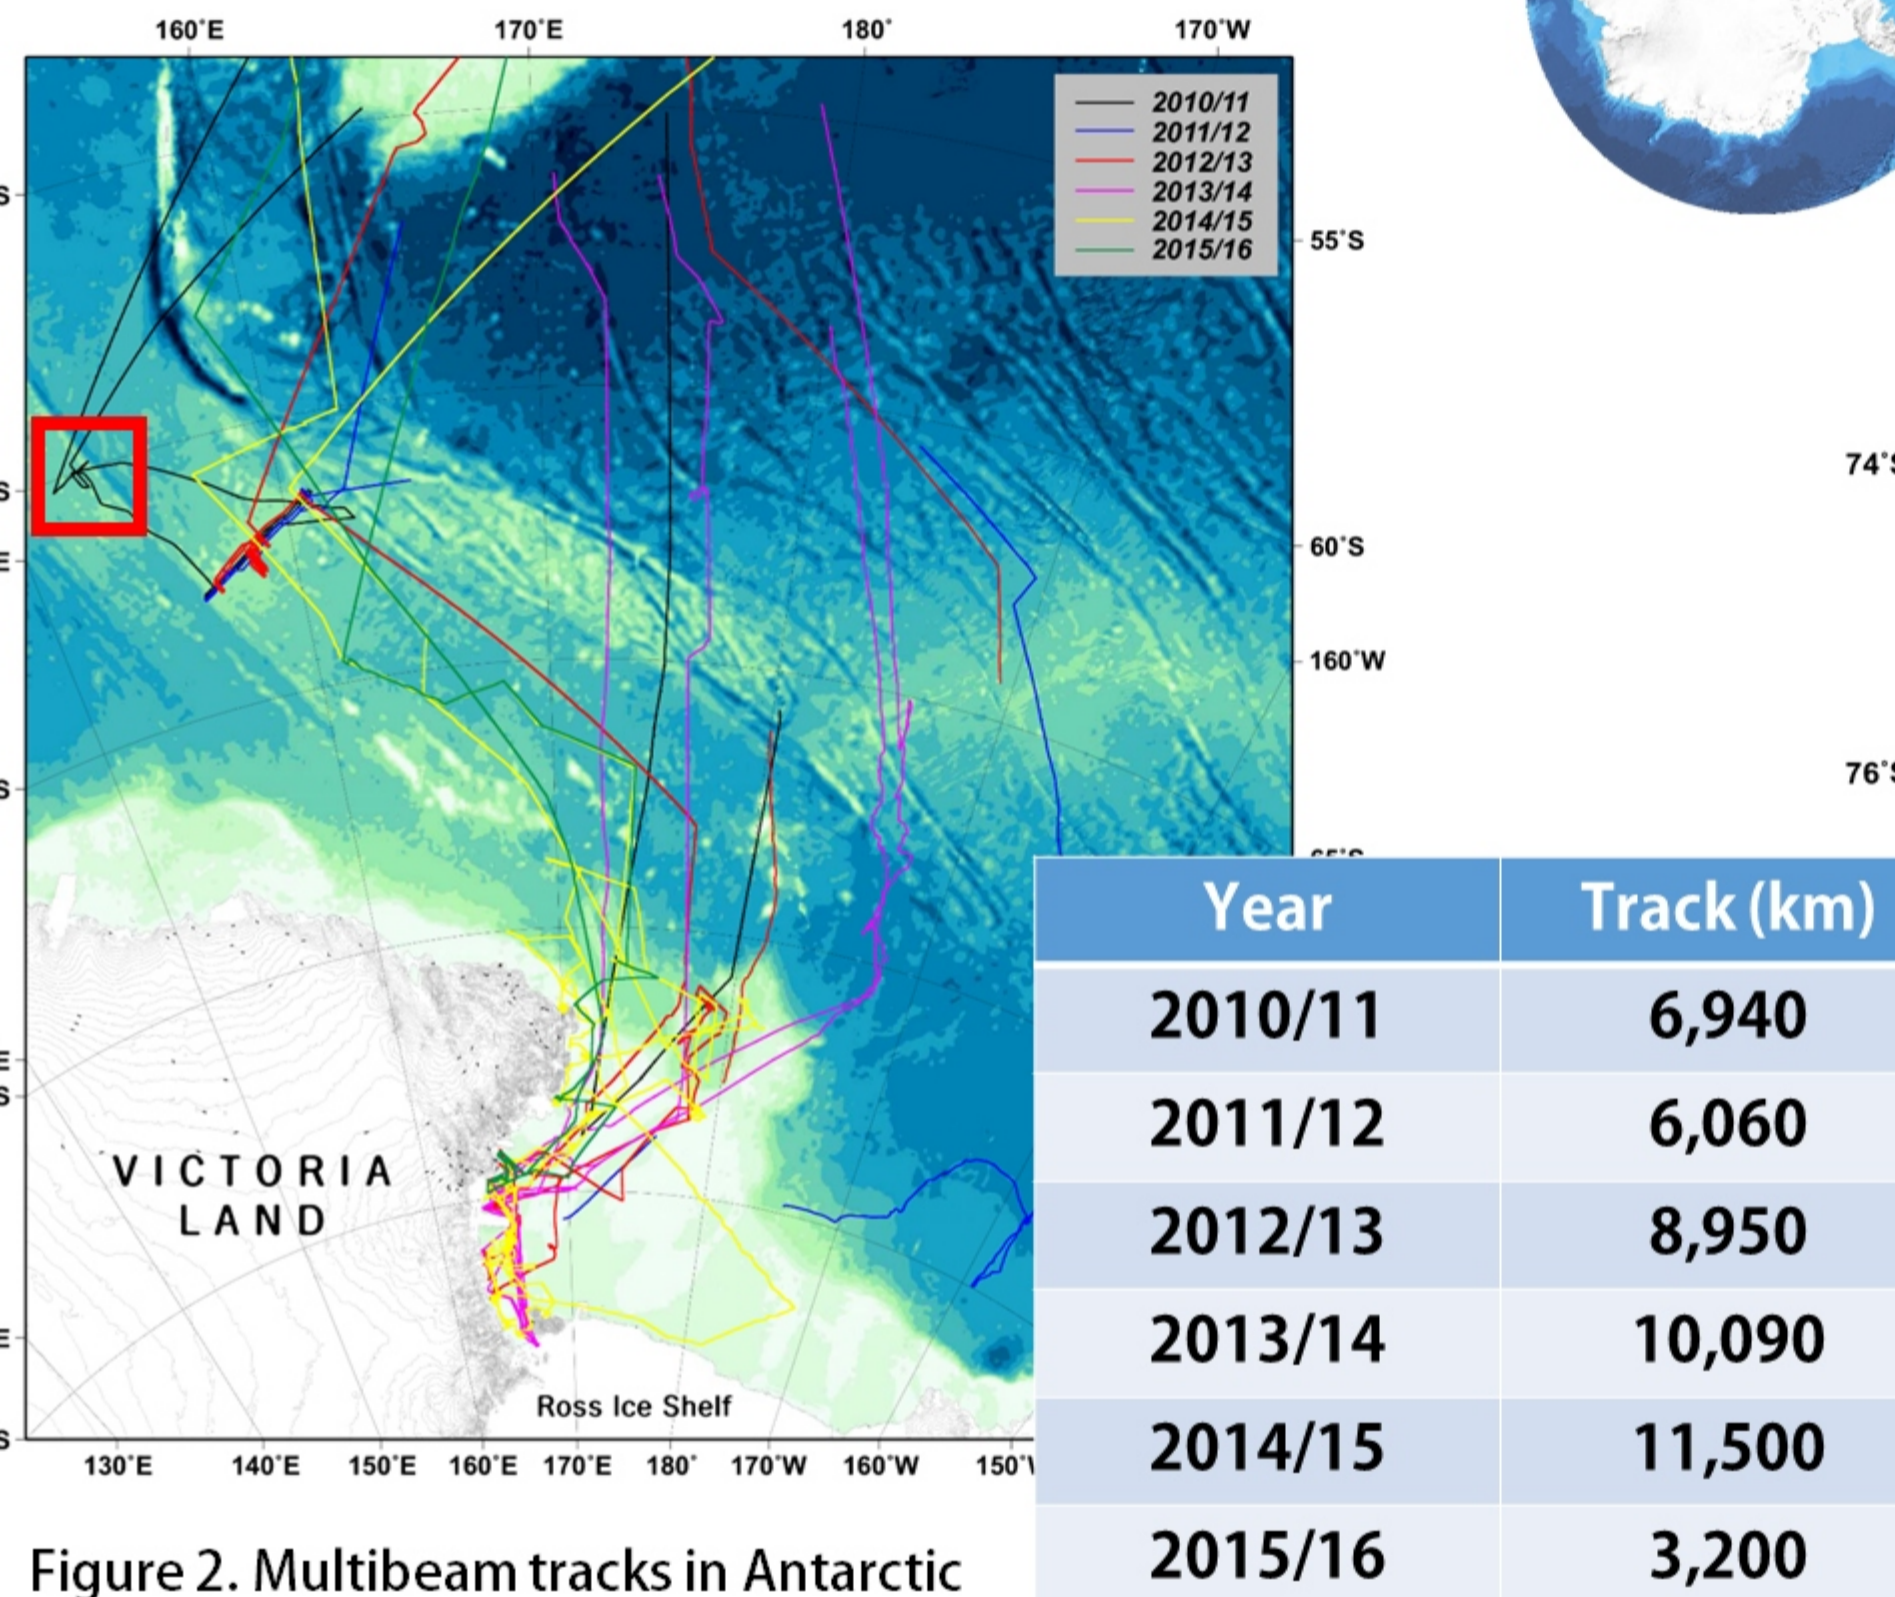 160°E 170°E 180° 170°W
2010/11
2011/12
2012/13
2013/14
2014/15
2015/16
55°S
60°S
160°W
74°S
76°S
VICTORIA
LAND
Ross Ice Shelf
130°E 140°E 150°E 160°E 170°E 180° 170°W 160°W
Year Track (km)
2010/11 6,940
2011/12 6,060
2012/13 8,950
2013/14 10,090
2014/15 11,500
2015/16 3,200
Figure 2. Multibeam tracks in Antarctic